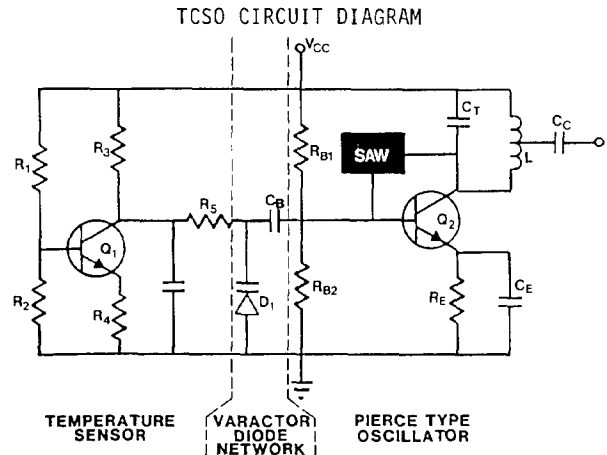 TCSO CIRCUIT DIAGRAM
VCC
CT
CC
R1
R3
RB1
SAW
L
R5
CB
Q1
Q2
R2
R4
D1
RB2
RE
CE
TEMPERATURE
SENSOR
VARACTOR
DIODE
NETWORK
PIERCE TYPE
OSCILLATOR